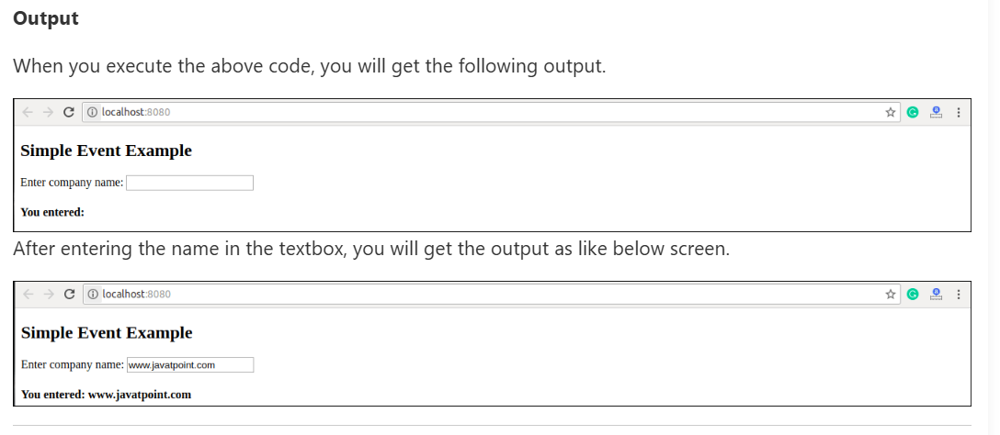 Output
When you execute the above code, you will get the following output.
localhost:8080
Simple Event Example
Enter company name:
You entered:
After entering the name in the textbox, you will get the output as like below screen.
localhost:8080
Simple Event Example
Enter company name: www.javatpoint.com
You entered: www.javatpoint.com